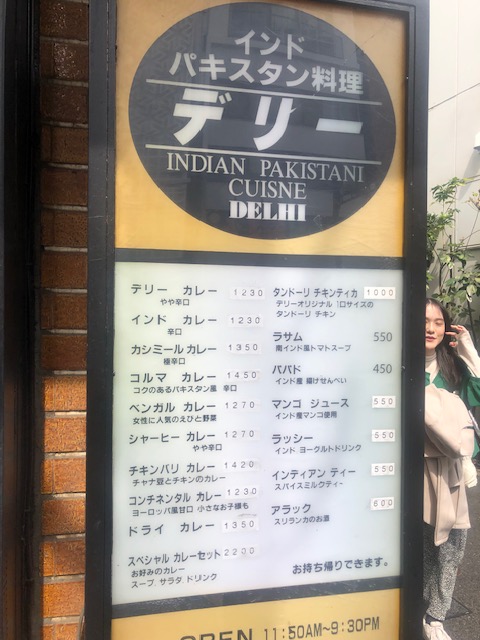 インド
パキスタン料理
デリー
INDIAN PAKISTANI
CUISNE
DELHI
デリー カレー 1230
やや辛口
インド カレー 1230
辛口
カシミール カレー 1350
極辛口
コルマ カレー 1450
コクのあるパキスタン風 辛口
ベンガル カレー 1270
女性に人気のえびと野菜
シャーヒー カレー 1270
やや辛口
チキンバリ カレー 1420
チャナ豆とチキンのカレー
コンチネンタル カレー 1230
ヨーロッパ風甘口 小さなお子様も
ドライ カレー 1350
スペシャル カレーセット 2200
お好みのカレー
スープ サラダ ドリンク
タンドーリ チキンティカ 1000
デリーオリジナル 1口サイズの
タンドーリ チキン
ラサム 550
南インド風トマトスープ
パパド 450
インド産 揚げせんべい
マンゴ ジュース 550
インド産マンゴ使用
ラッシー 550
インド ヨーグルトドリンク
インディアン ティー 550
スパイスミルクティ-
アラック 600
スリランカのお酒
お持ち帰りできます。
OPEN 11:50AM~9:30PM